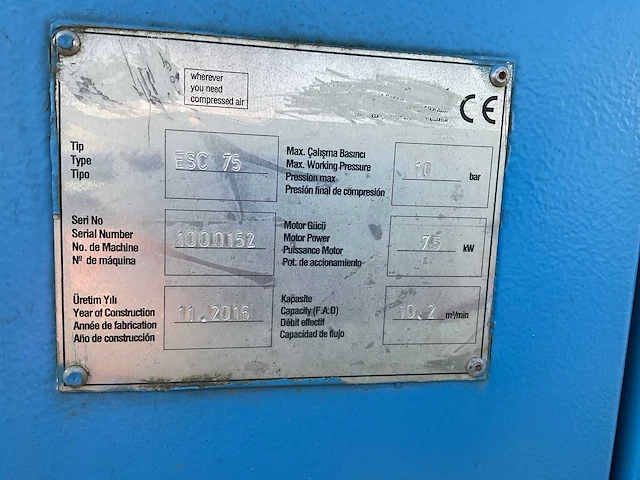 wherever
you need
compressed air
CE
Tip
Type
Tipo
ESC 75
Max. Çalışma Basıncı
Max. Working Pressure
Pression max
Presión final de compresión
10 bar
Seri No
Serial Number
No. de Machine
Nº de máquina
1000152
Motor Gücü
Motor Power
Puissance Motor
Pot. de accionamiento
75 kW
Üretim Yılı
Year of Construction
Année de fabrication
Año de construcción
11.2016
Kapasite
Capacity (F.A.D)
Débit effectif
Capacidad de flujo
10.2 m³/min